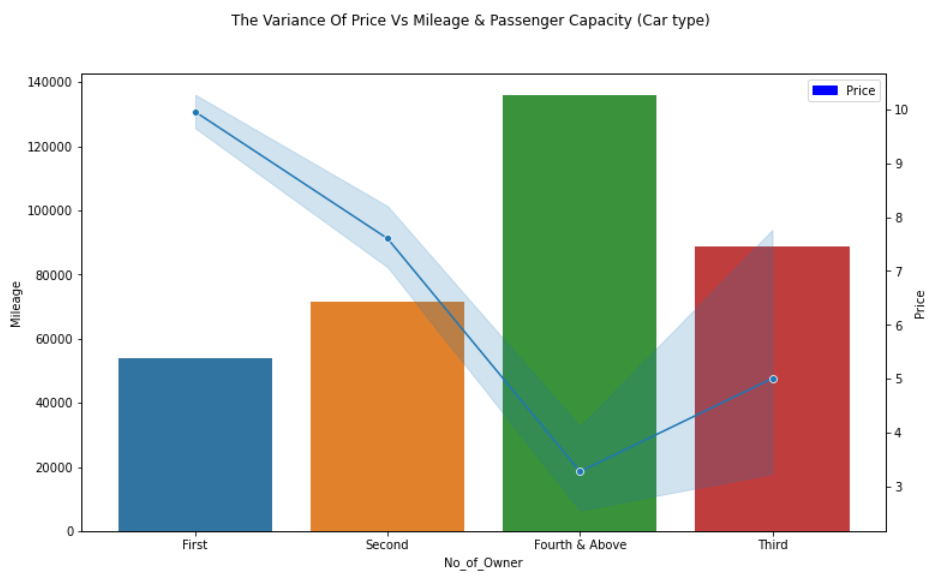 The Variance Of Price Vs Mileage & Passenger Capacity (Car type)
Price
140000
120000
100000
80000
60000
40000
20000
0
Mileage
10
9
8
7
6
5
4
3
Price
First Second Fourth & Above Third
No_of_Owner